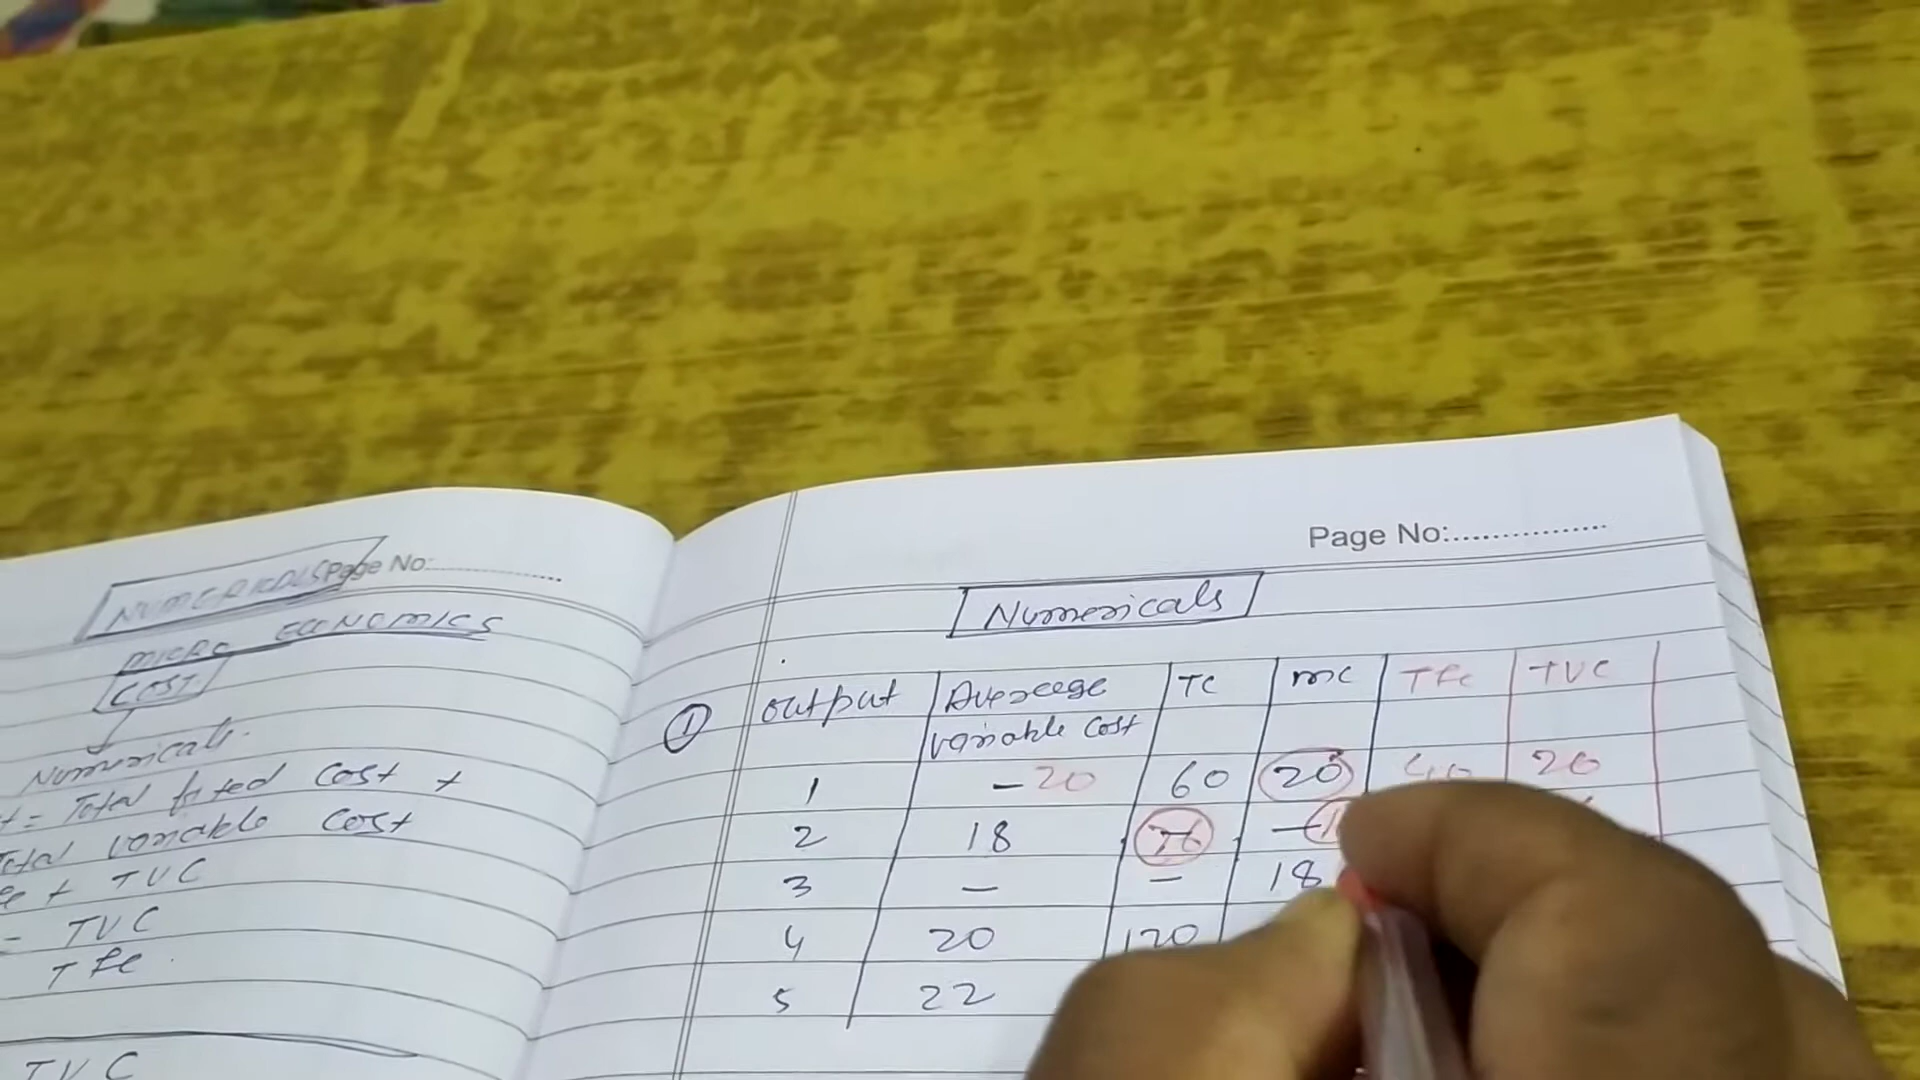 NUMERICALS Page No:
MICRO ECONOMICS
COST
Numericals.
t = Total fixed Cost +
Total variable Cost
fc + TVC
- TVC
Tfc
TVC
Page No:
Numericals
① output Average variable Cost TC mc Tfc TVC
1 - 20 60 20 40 20
2 18 76 -
3 - - 18
4 20 120
5 22